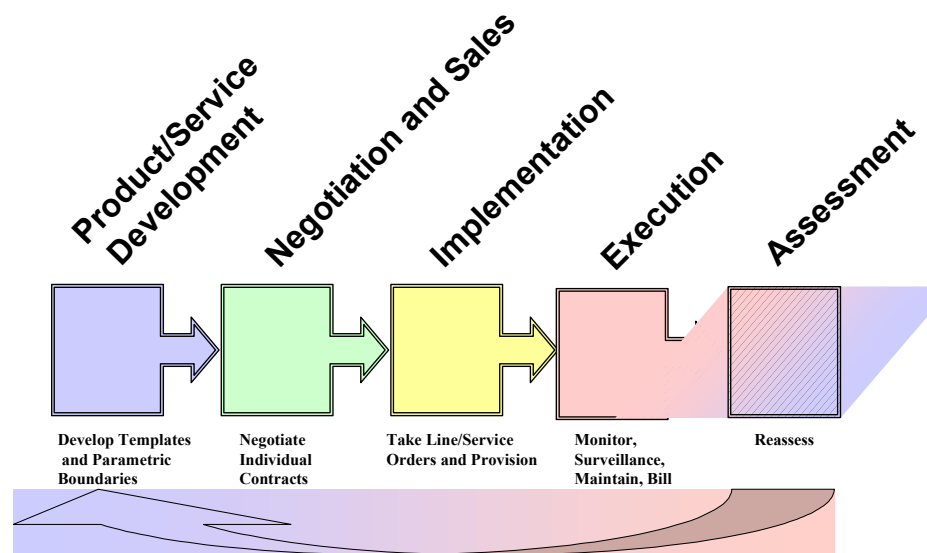 Product/Service
Development
Negotiation and Sales
Implementation
Execution
Assessment
Develop Templates
and Parametric
Boundaries
Negotiate
Individual
Contracts
Take Line/Service
Orders and Provision
Monitor,
Surveillance,
Maintain, Bill
Reassess